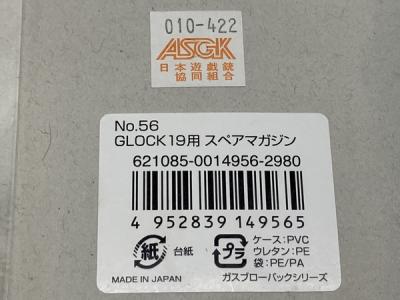 010-422
ASGK
日本遊戯銃
協同組合
No.56
GLOCK19用 スペアマガジン
621085-0014956-2980
4 952839 149565
紙 台紙
プラ
ケース:PVC
ウレタン:PE
袋:PE/PA
MADE IN JAPAN
ガスブローバックシリーズ